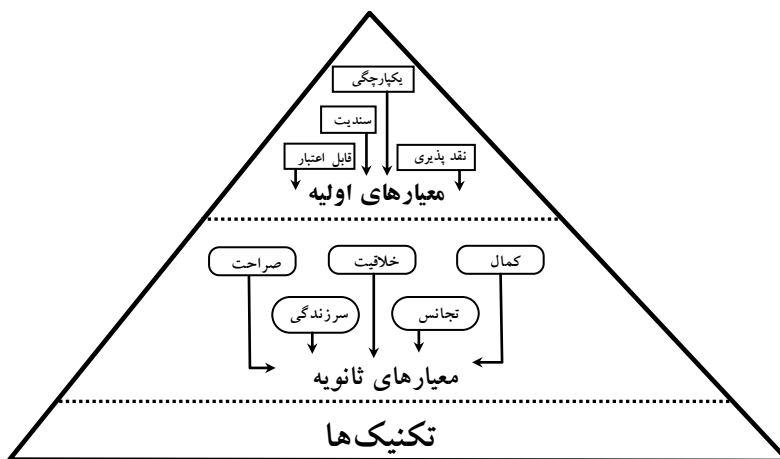 یکپارچگی
سندیت
نقد پذیری
قابل اعتبار
معیارهای اولیه
کمال
خلاقیت
صراحت
تجانس
سرزندگی
معیارهای ثانویه
تکنیک‌ها